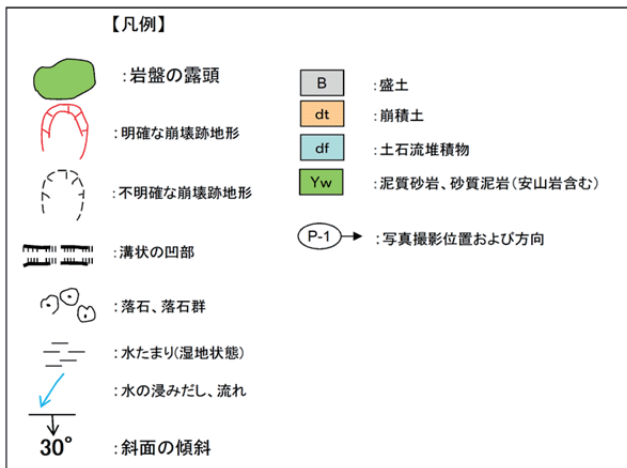 【凡例】
：岩盤の露頭
：明確な崩壊跡地形
：不明確な崩壊跡地形
：溝状の凹部
：落石、落石群
：水たまり(湿地状態)
：水の浸みだし、流れ
30° ：斜面の傾斜
B ：盛土
dt ：崩積土
df ：土石流堆積物
Yw ：泥質砂岩、砂質泥岩(安山岩含む)
P-1 ：写真撮影位置および方向